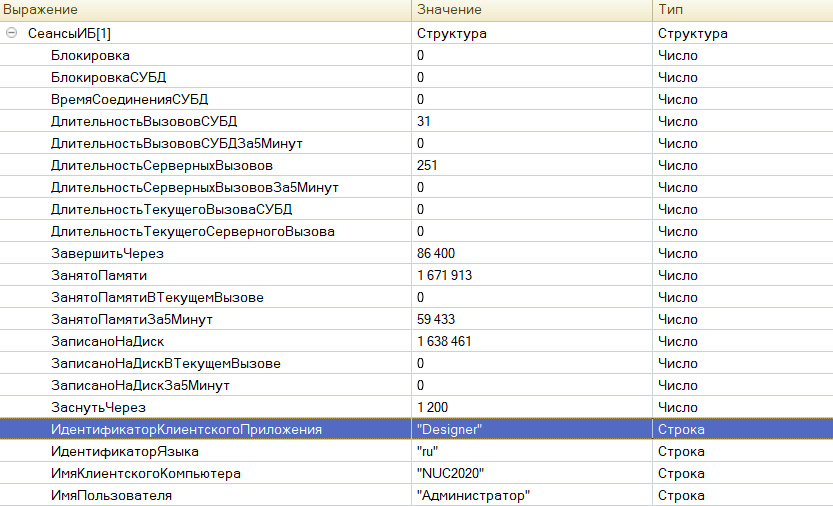 Выражение Значение Тип
СеансыИБ[1] Структура Структура
Блокировка 0 Число
БлокировкаСУБД 0 Число
ВремяСоединенияСУБД 0 Число
ДлительностьВызововСУБД 31 Число
ДлительностьВызововСУБДЗа5Минут 0 Число
ДлительностьСерверныхВызовов 251 Число
ДлительностьСерверныхВызововЗа5Минут 0 Число
ДлительностьТекущегоВызоваСУБД 0 Число
ДлительностьТекущегоСерверногоВызова 0 Число
ЗавершитьЧерез 86 400 Число
ЗанятоПамяти 1 671 913 Число
ЗанятоПамятиВТекущемВызове 0 Число
ЗанятоПамятиЗа5Минут 59 433 Число
ЗаписаноНаДиск 1 638 461 Число
ЗаписаноНаДискВТекущемВызове 0 Число
ЗаписаноНаДискЗа5Минут 0 Число
ЗаснутьЧерез 1 200 Число
ИдентификаторКлиентскогоПриложения "Designer" Строка
ИдентификаторЯзыка "ru" Строка
ИмяКлиентскогоКомпьютера "NUC2020" Строка
ИмяПользователя "Администратор" Строка